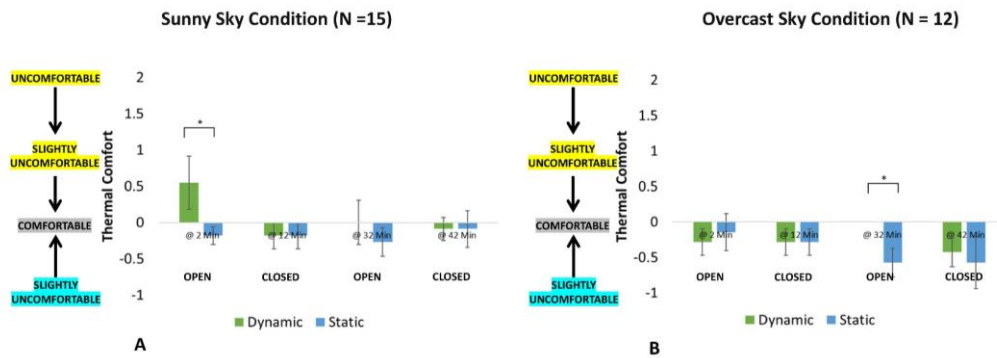 Sunny Sky Condition (N =15)
UNCOMFORTABLE
SLIGHTLY
UNCOMFORTABLE
COMFORTABLE
SLIGHTLY
UNCOMFORTABLE
Thermal Comfort
2
1.5
1
0.5
0
-0.5
-1
*
@ 2 Min
@ 12 Min
@ 32 Min
@ 42 Min
OPEN
CLOSED
OPEN
CLOSED
Dynamic
Static
A
Overcast Sky Condition (N = 12)
UNCOMFORTABLE
SLIGHTLY
UNCOMFORTABLE
COMFORTABLE
SLIGHTLY
UNCOMFORTABLE
Thermal Comfort
2
1.5
1
0.5
0
-0.5
-1
*
@ 2 Min
@ 12 Min
@ 32 Min
@ 42 Min
OPEN
CLOSED
OPEN
CLOSED
Dynamic
Static
B